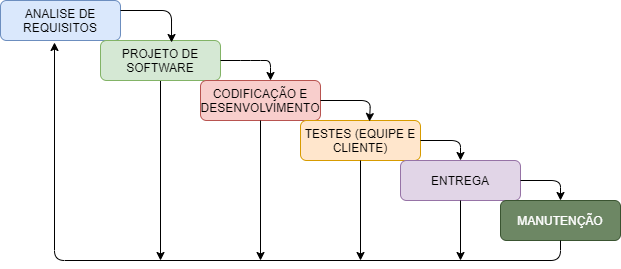 ANALISE DE
REQUISITOS
PROJETO DE
SOFTWARE
CODIFICAÇÃO E
DESENVOLVIMENTO
TESTES (EQUIPE E
CLIENTE)
ENTREGA
MANUTENÇÃO